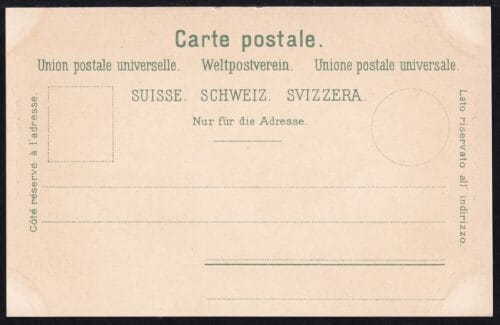 Carte postale.
Union postale universelle. Weltpostverein. Unione postale universale.
SUISSE. SCHWEIZ. SVIZZERA.
Nur für die Adresse.
Côté réservé à l'adresse.
Lato riservato all' indirizzo.